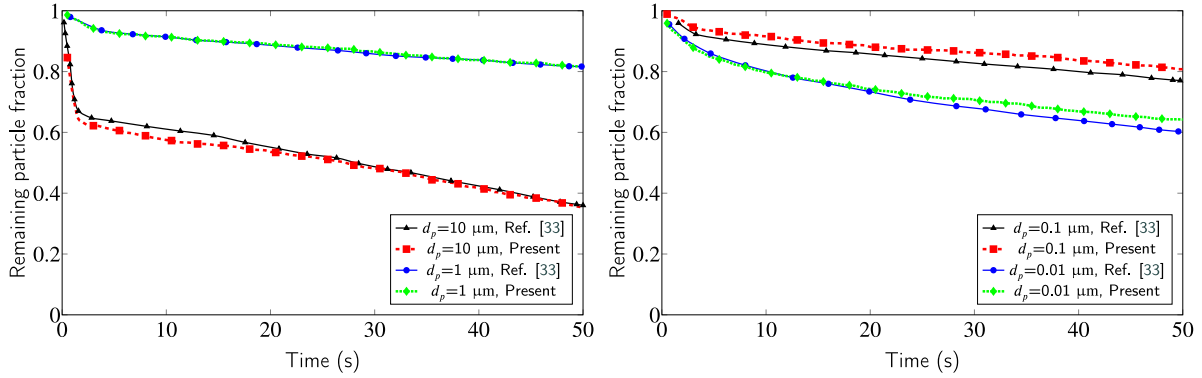 1
0.8
0.6
0.4
0.2
0
0 10 20 30 40 50
Remaining particle fraction
Time (s)
d_p=10 µm, Ref. [33]
d_p=10 µm, Present
d_p=1 µm, Ref. [33]
d_p=1 µm, Present
1
0.8
0.6
0.4
0.2
0
0 10 20 30 40 50
Remaining particle fraction
Time (s)
d_p=0.1 µm, Ref. [33]
d_p=0.1 µm, Present
d_p=0.01 µm, Ref. [33]
d_p=0.01 µm, Present